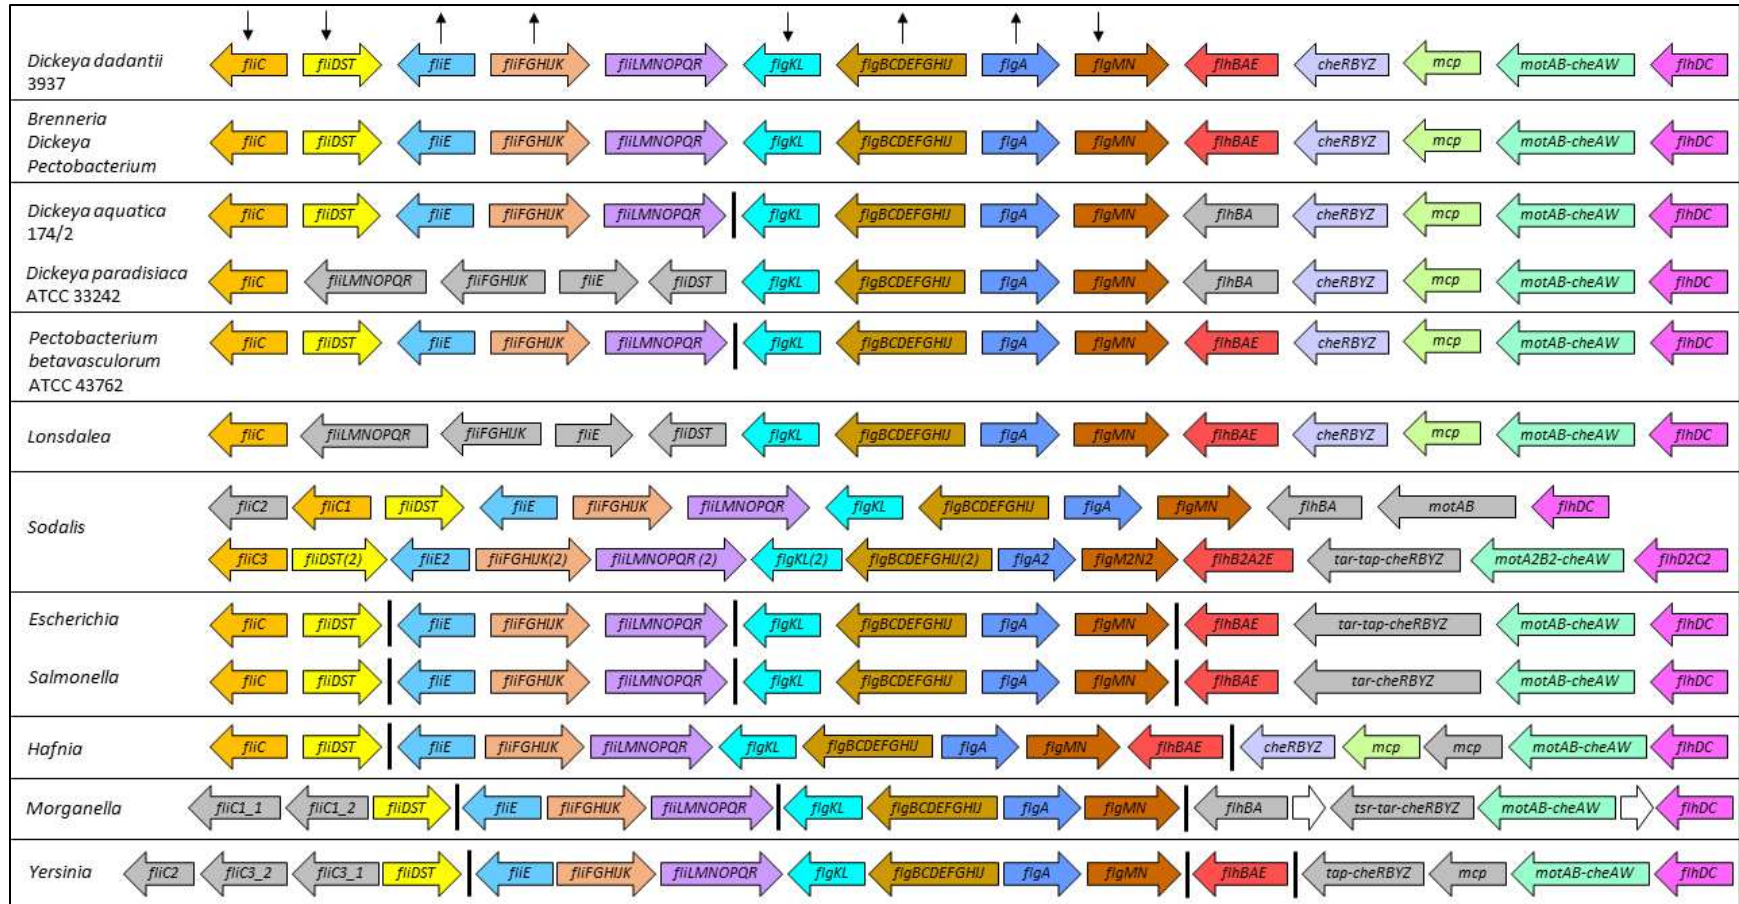 Dickeya dadantii
3937
fliC fliDST fliE fliFGHIJK fliLMNOPQR flgKL flgBCDEFGHIJ flgA flgMN flhBAE cheRBYZ mcp motAB-cheAW flhDC
Brenneria
Dickeya
Pectobacterium
fliC fliDST fliE fliFGHIJK fliLMNOPQR flgKL flgBCDEFGHIJ flgA flgMN flhBAE cheRBYZ mcp motAB-cheAW flhDC
Dickeya aquatica
174/2
fliC fliDST fliE fliFGHIJK fliLMNOPQR flgKL flgBCDEFGHIJ flgA flgMN flhBA cheRBYZ mcp motAB-cheAW flhDC
Dickeya paradisiaca
ATCC 33242
fliC fliLMNOPQR fliFGHIJK fliE fliDST flgKL flgBCDEFGHIJ flgA flgMN flhBA cheRBYZ mcp motAB-cheAW flhDC
Pectobacterium
betavasculorum
ATCC 43762
fliC fliDST fliE fliFGHIJK fliLMNOPQR flgKL flgBCDEFGHIJ flgA flgMN flhBAE cheRBYZ mcp motAB-cheAW flhDC
Lonsdalea
fliC fliLMNOPQR fliFGHIJK fliE fliDST flgKL flgBCDEFGHIJ flgA flgMN flhBAE cheRBYZ mcp motAB-cheAW flhDC
Sodalis
fliC2 fliC1 fliDST fliE fliFGHIJK fliLMNOPQR flgKL flgBCDEFGHIJ flgA flgMN flhBA motAB flhDC
fliC3 fliDST(2) fliE2 fliFGHIJK(2) fliLMNOPQR (2) flgKL(2) flgBCDEFGHIJ(2) flgA2 flgM2N2 flhB2A2E tar-tap-cheRBYZ motA2B2-cheAW flhD2C2
Escherichia
fliC fliDST fliE fliFGHIJK fliLMNOPQR flgKL flgBCDEFGHIJ flgA flgMN flhBAE tar-tap-cheRBYZ motAB-cheAW flhDC
Salmonella
fliC fliDST fliE fliFGHIJK fliLMNOPQR flgKL flgBCDEFGHIJ flgA flgMN flhBAE tar-cheRBYZ motAB-cheAW flhDC
Hafnia
fliC fliDST fliE fliFGHIJK fliLMNOPQR flgKL flgBCDEFGHIJ flgA flgMN flhBAE cheRBYZ mcp mcp motAB-cheAW flhDC
Morganella
fliC1_1 fliC1_2 fliDST fliE fliFGHIJK fliLMNOPQR flgKL flgBCDEFGHIJ flgA flgMN flhBA tsr-tar-cheRBYZ motAB-cheAW flhDC
Yersinia
fliC2 fliC3_2 fliC3_1 fliDST fliE fliFGHIJK fliLMNOPQR flgKL flgBCDEFGHIJ flgA flgMN flhBAE tap-cheRBYZ mcp motAB-cheAW flhDC